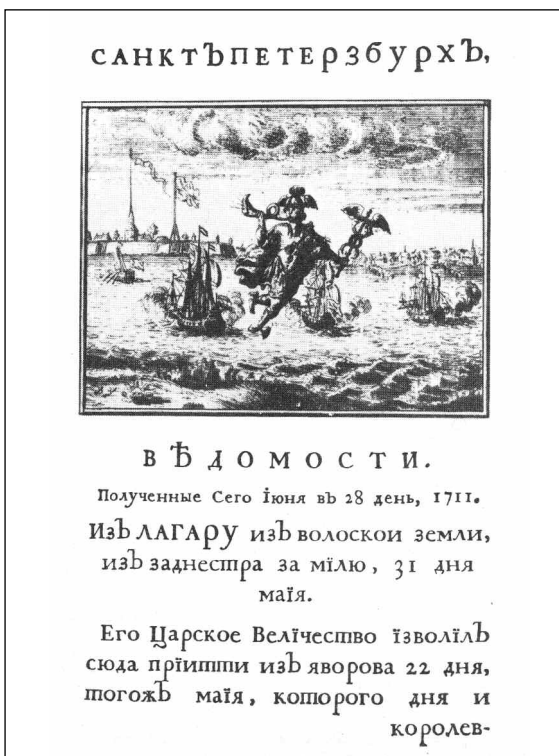 САНКТЪПЕТЕРЗБУРХЪ,
ВѢДОМОСТИ.
Полученные Сего Їюня въ 28 день, 1711.
ИзЪ ЛАГАРУ изЪ волоскои земли,
изЪ заднестра за мїлю, 31 дня
маїя.
Его Царское Велїчество їзволїлЪ
сюда прїитти изЪ яворова 22 дня,
тогожЪ маїя, которого дня и
королев-